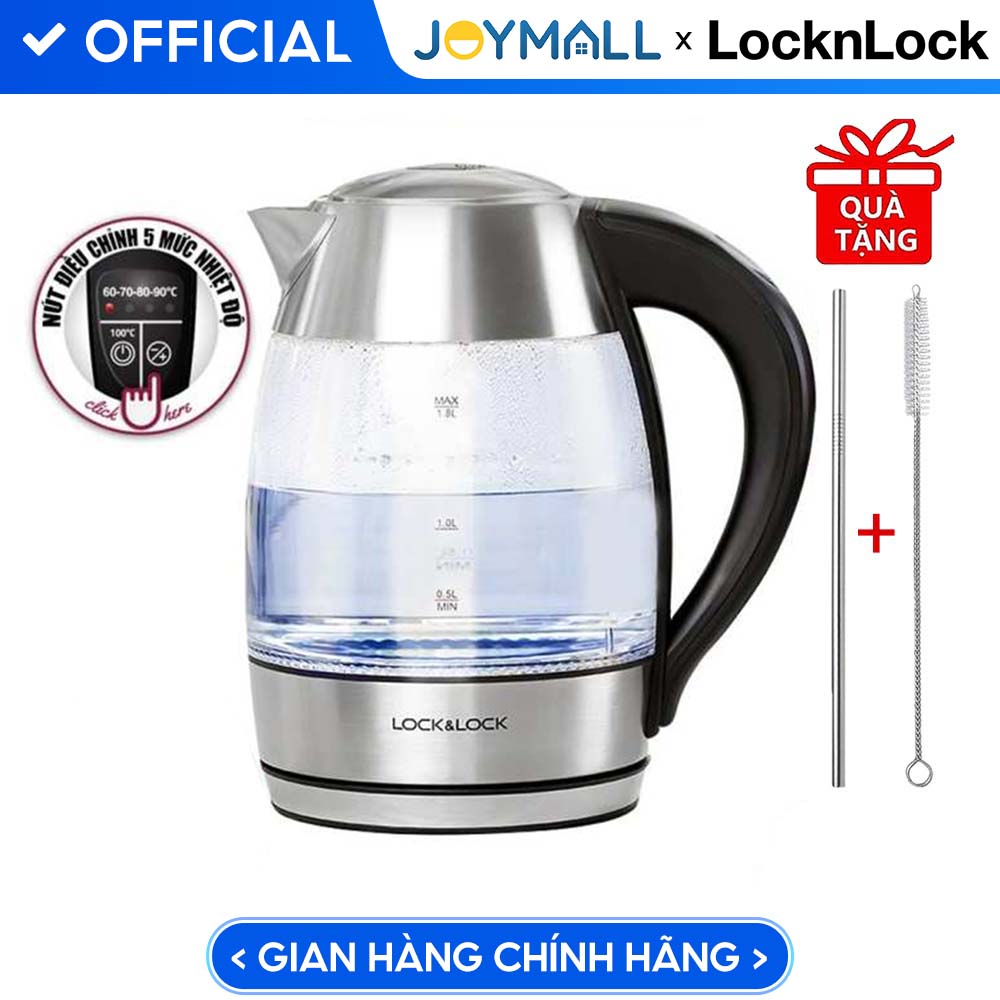 OFFICIAL
JOYMALL x LocknLock
QUÀ
TẶNG
NÚT ĐIỀU CHỈNH 5 MỨC NHIỆT ĐỘ
60-70-80-90°C
100°C
click here
MAX
1.8L
1.0L
0.5L
MIN
LOCK&LOCK
+
< GIAN HÀNG CHÍNH HÃNG >